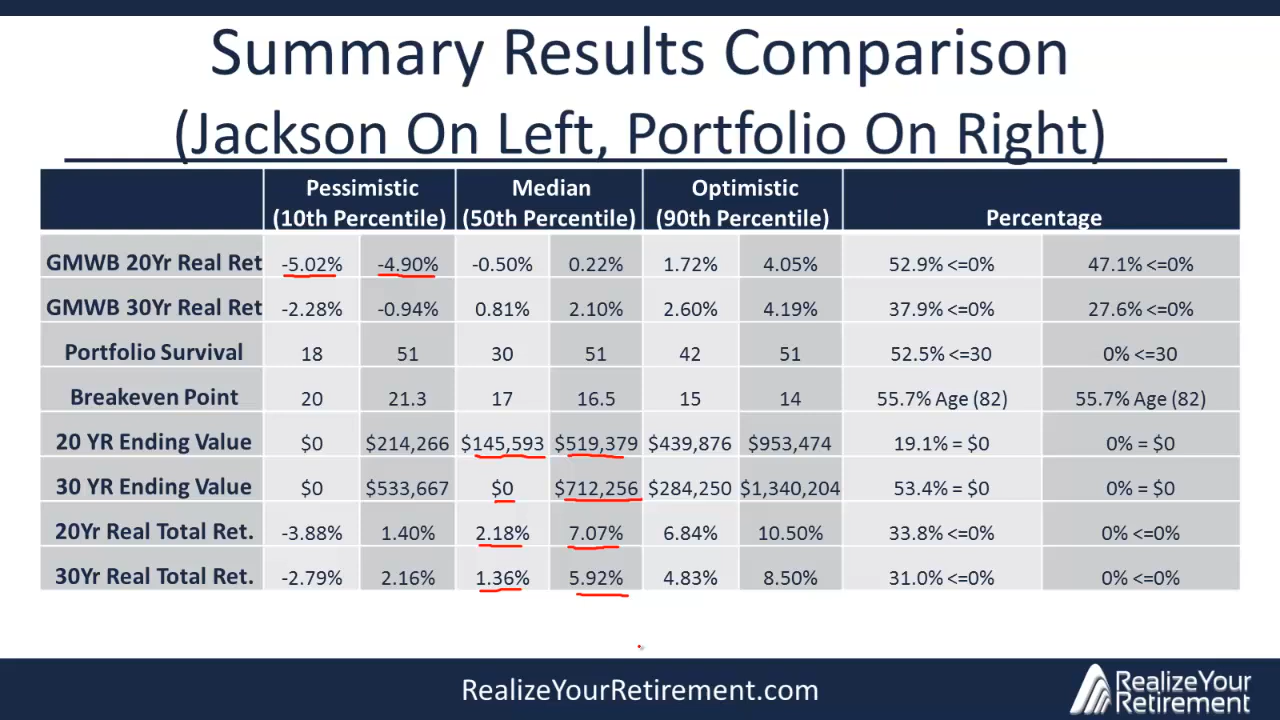 Summary Results Comparison
(Jackson On Left, Portfolio On Right)
Pessimistic Median Optimistic
(10th Percentile) (50th Percentile) (90th Percentile) Percentage
GMWB 20Yr Real Ret -5.02% -4.90% -0.50% 0.22% 1.72% 4.05% 52.9% <=0% 47.1% <=0%
GMWB 30Yr Real Ret -2.28% -0.94% 0.81% 2.10% 2.60% 4.19% 37.9% <=0% 27.6% <=0%
Portfolio Survival 18 51 30 51 42 51 52.5% <=30 0% <=30
Breakeven Point 20 21.3 17 16.5 15 14 55.7% Age (82) 55.7% Age (82)
20 YR Ending Value $0 $214,266 $145,593 $519,379 $439,876 $953,474 19.1% = $0 0% = $0
30 YR Ending Value $0 $533,667 $0 $712,256 $284,250 $1,340,204 53.4% = $0 0% = $0
20Yr Real Total Ret. -3.88% 1.40% 2.18% 7.07% 6.84% 10.50% 33.8% <=0% 0% <=0%
30Yr Real Total Ret. -2.79% 2.16% 1.36% 5.92% 4.83% 8.50% 31.0% <=0% 0% <=0%
RealizeYourRetirement.com
RealizeYour
Retirement